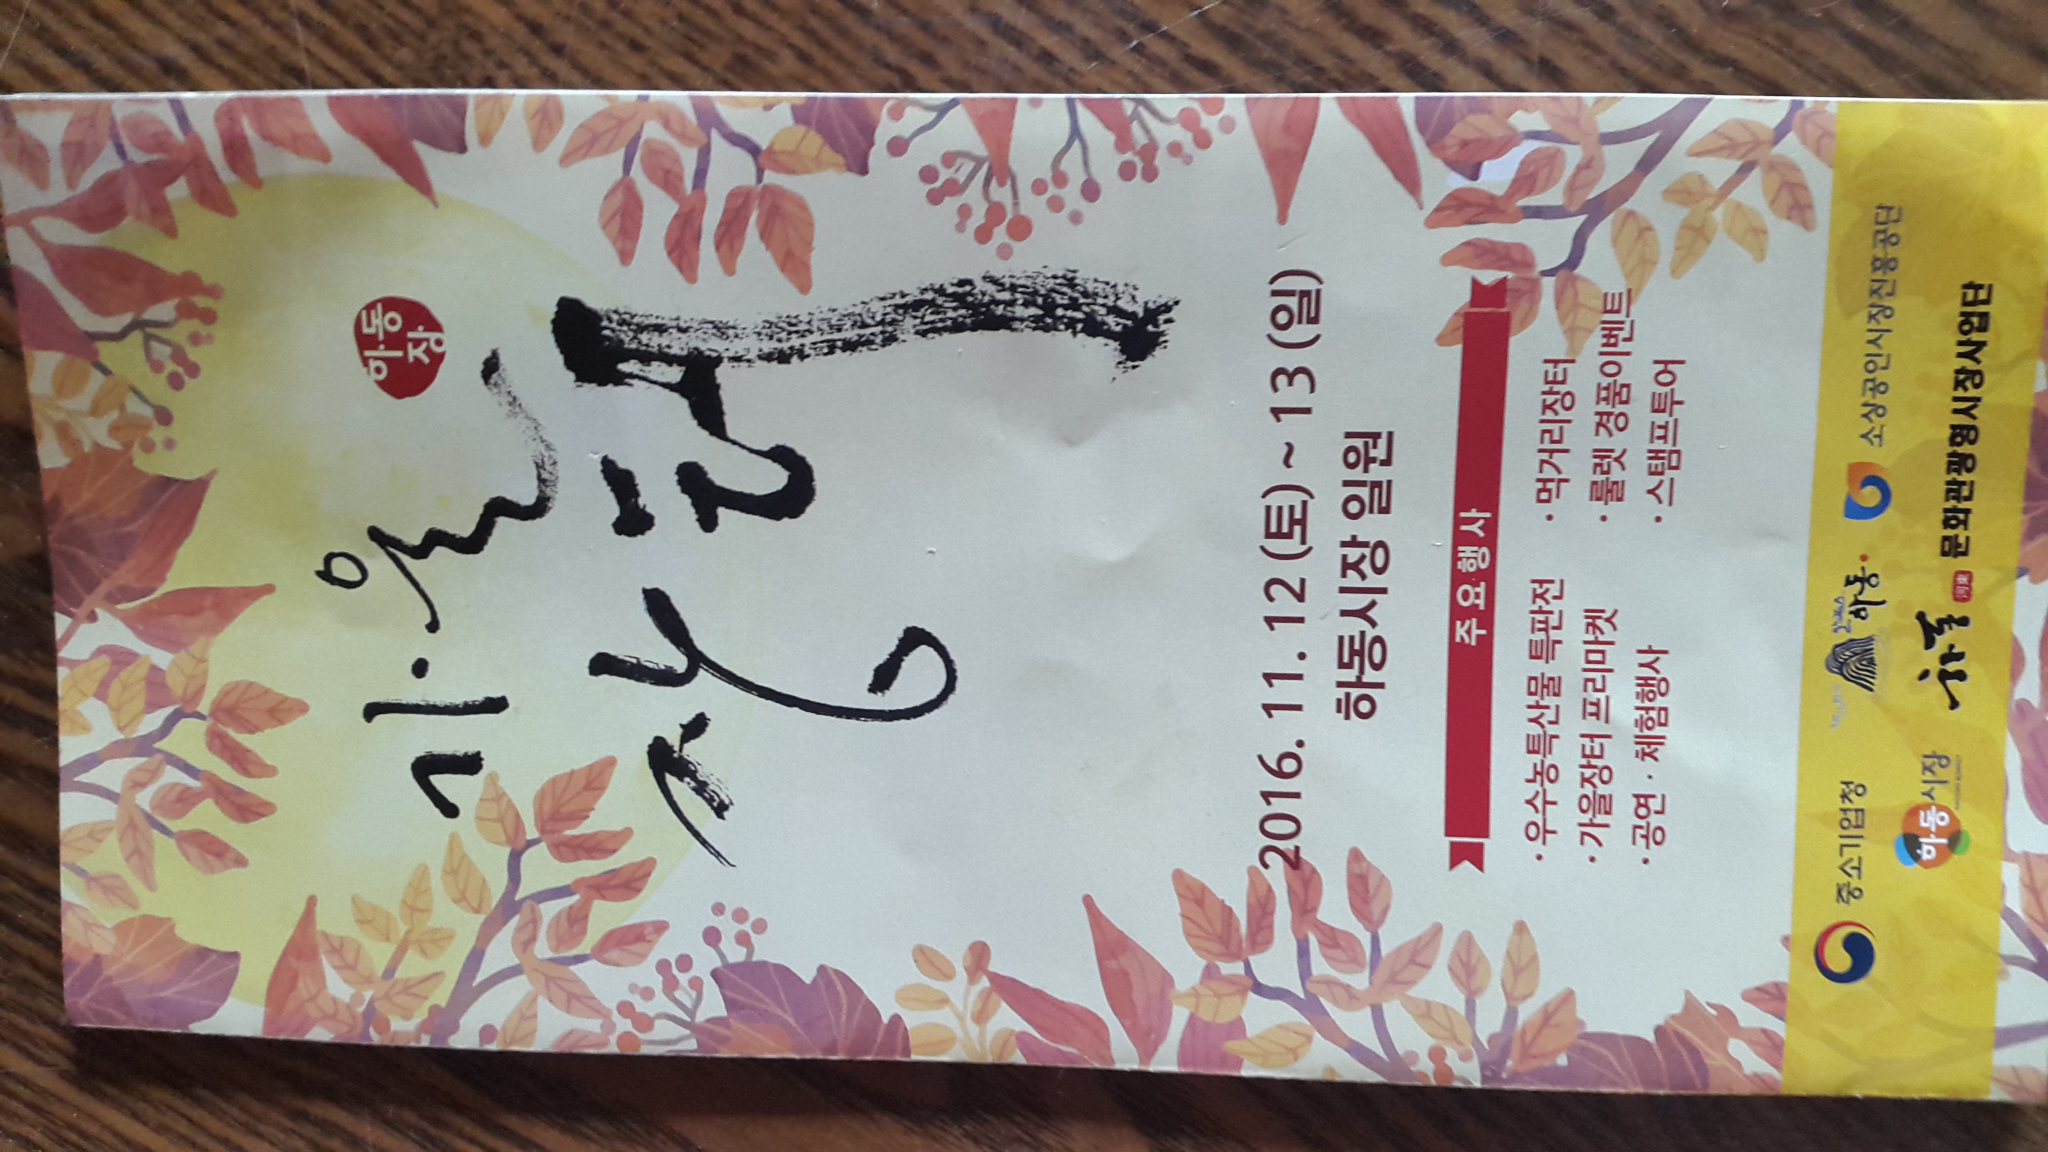 하동
장
가을
장터
2016. 11. 12 (토) ~ 13 (일)
하동시장 일원
주요행사
· 우수농특산물 특판전
· 가을장터 프리마켓
· 공연 · 체험행사
· 먹거리장터
· 룰렛 경품이벤트
· 스탬프투어
중소기업청 하동 소상공인시장진흥공단
하동시장 하동 문화관광형시장사업단